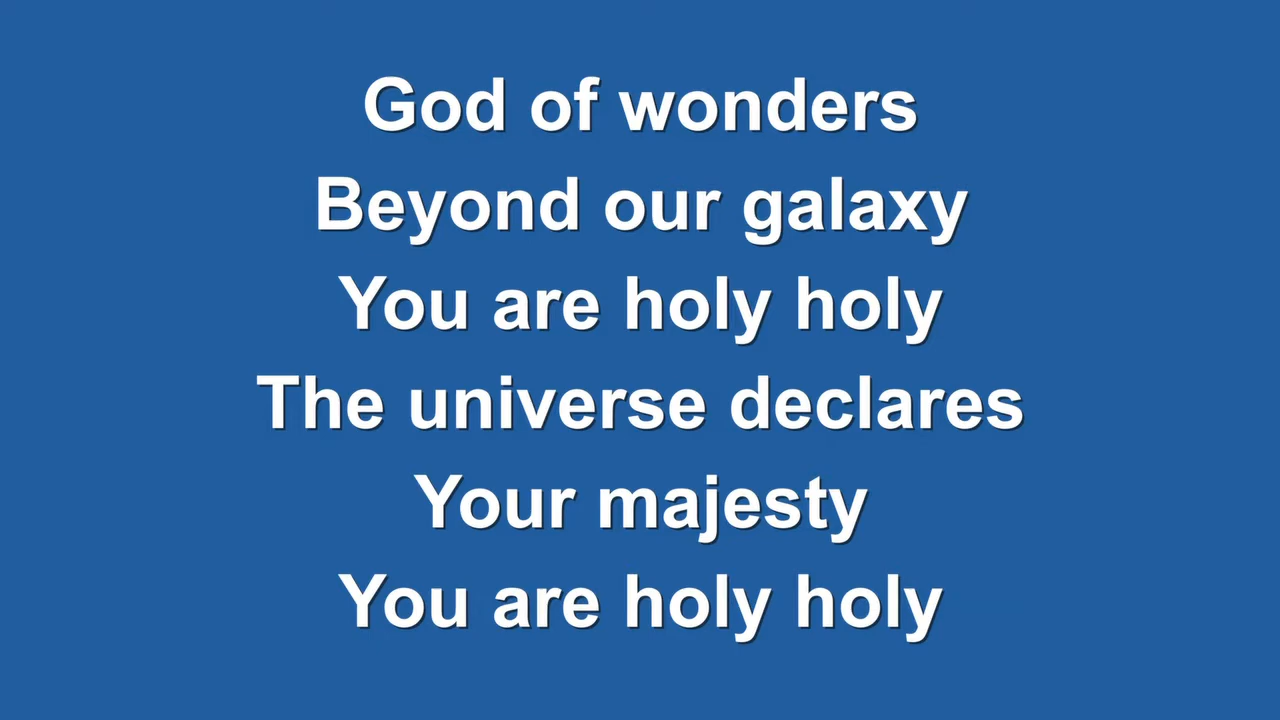 God of wonders
Beyond our galaxy
You are holy holy
The universe declares
Your majesty
You are holy holy